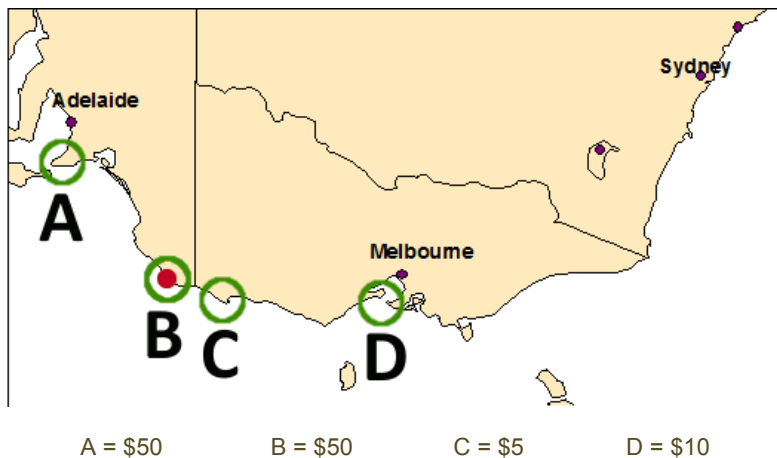 Sydney
Adelaide
A
Melbourne
B
C
D
A = $50 B = $50 C = $5 D = $10